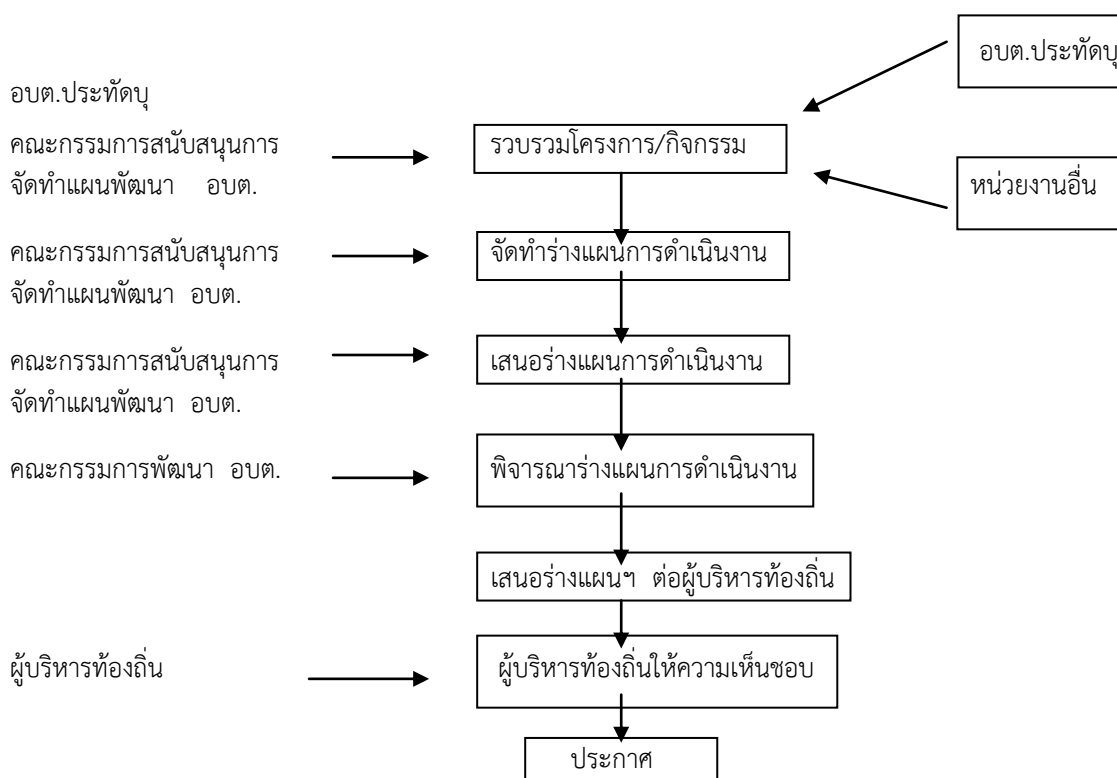 อบต.ประทัดบุ
อบต.ประทัดบุ
คณะกรรมการสนับสนุนการ
จัดทำแผนพัฒนา อบต.
รวบรวมโครงการ/กิจกรรม
หน่วยงานอื่น
คณะกรรมการสนับสนุนการ
จัดทำแผนพัฒนา อบต.
จัดทำร่างแผนการดำเนินงาน
คณะกรรมการสนับสนุนการ
จัดทำแผนพัฒนา อบต.
เสนอร่างแผนการดำเนินงาน
คณะกรรมการพัฒนา อบต.
พิจารณาร่างแผนการดำเนินงาน
เสนอร่างแผนฯ ต่อผู้บริหารท้องถิ่น
ผู้บริหารท้องถิ่น
ผู้บริหารท้องถิ่นให้ความเห็นชอบ
ประกาศ